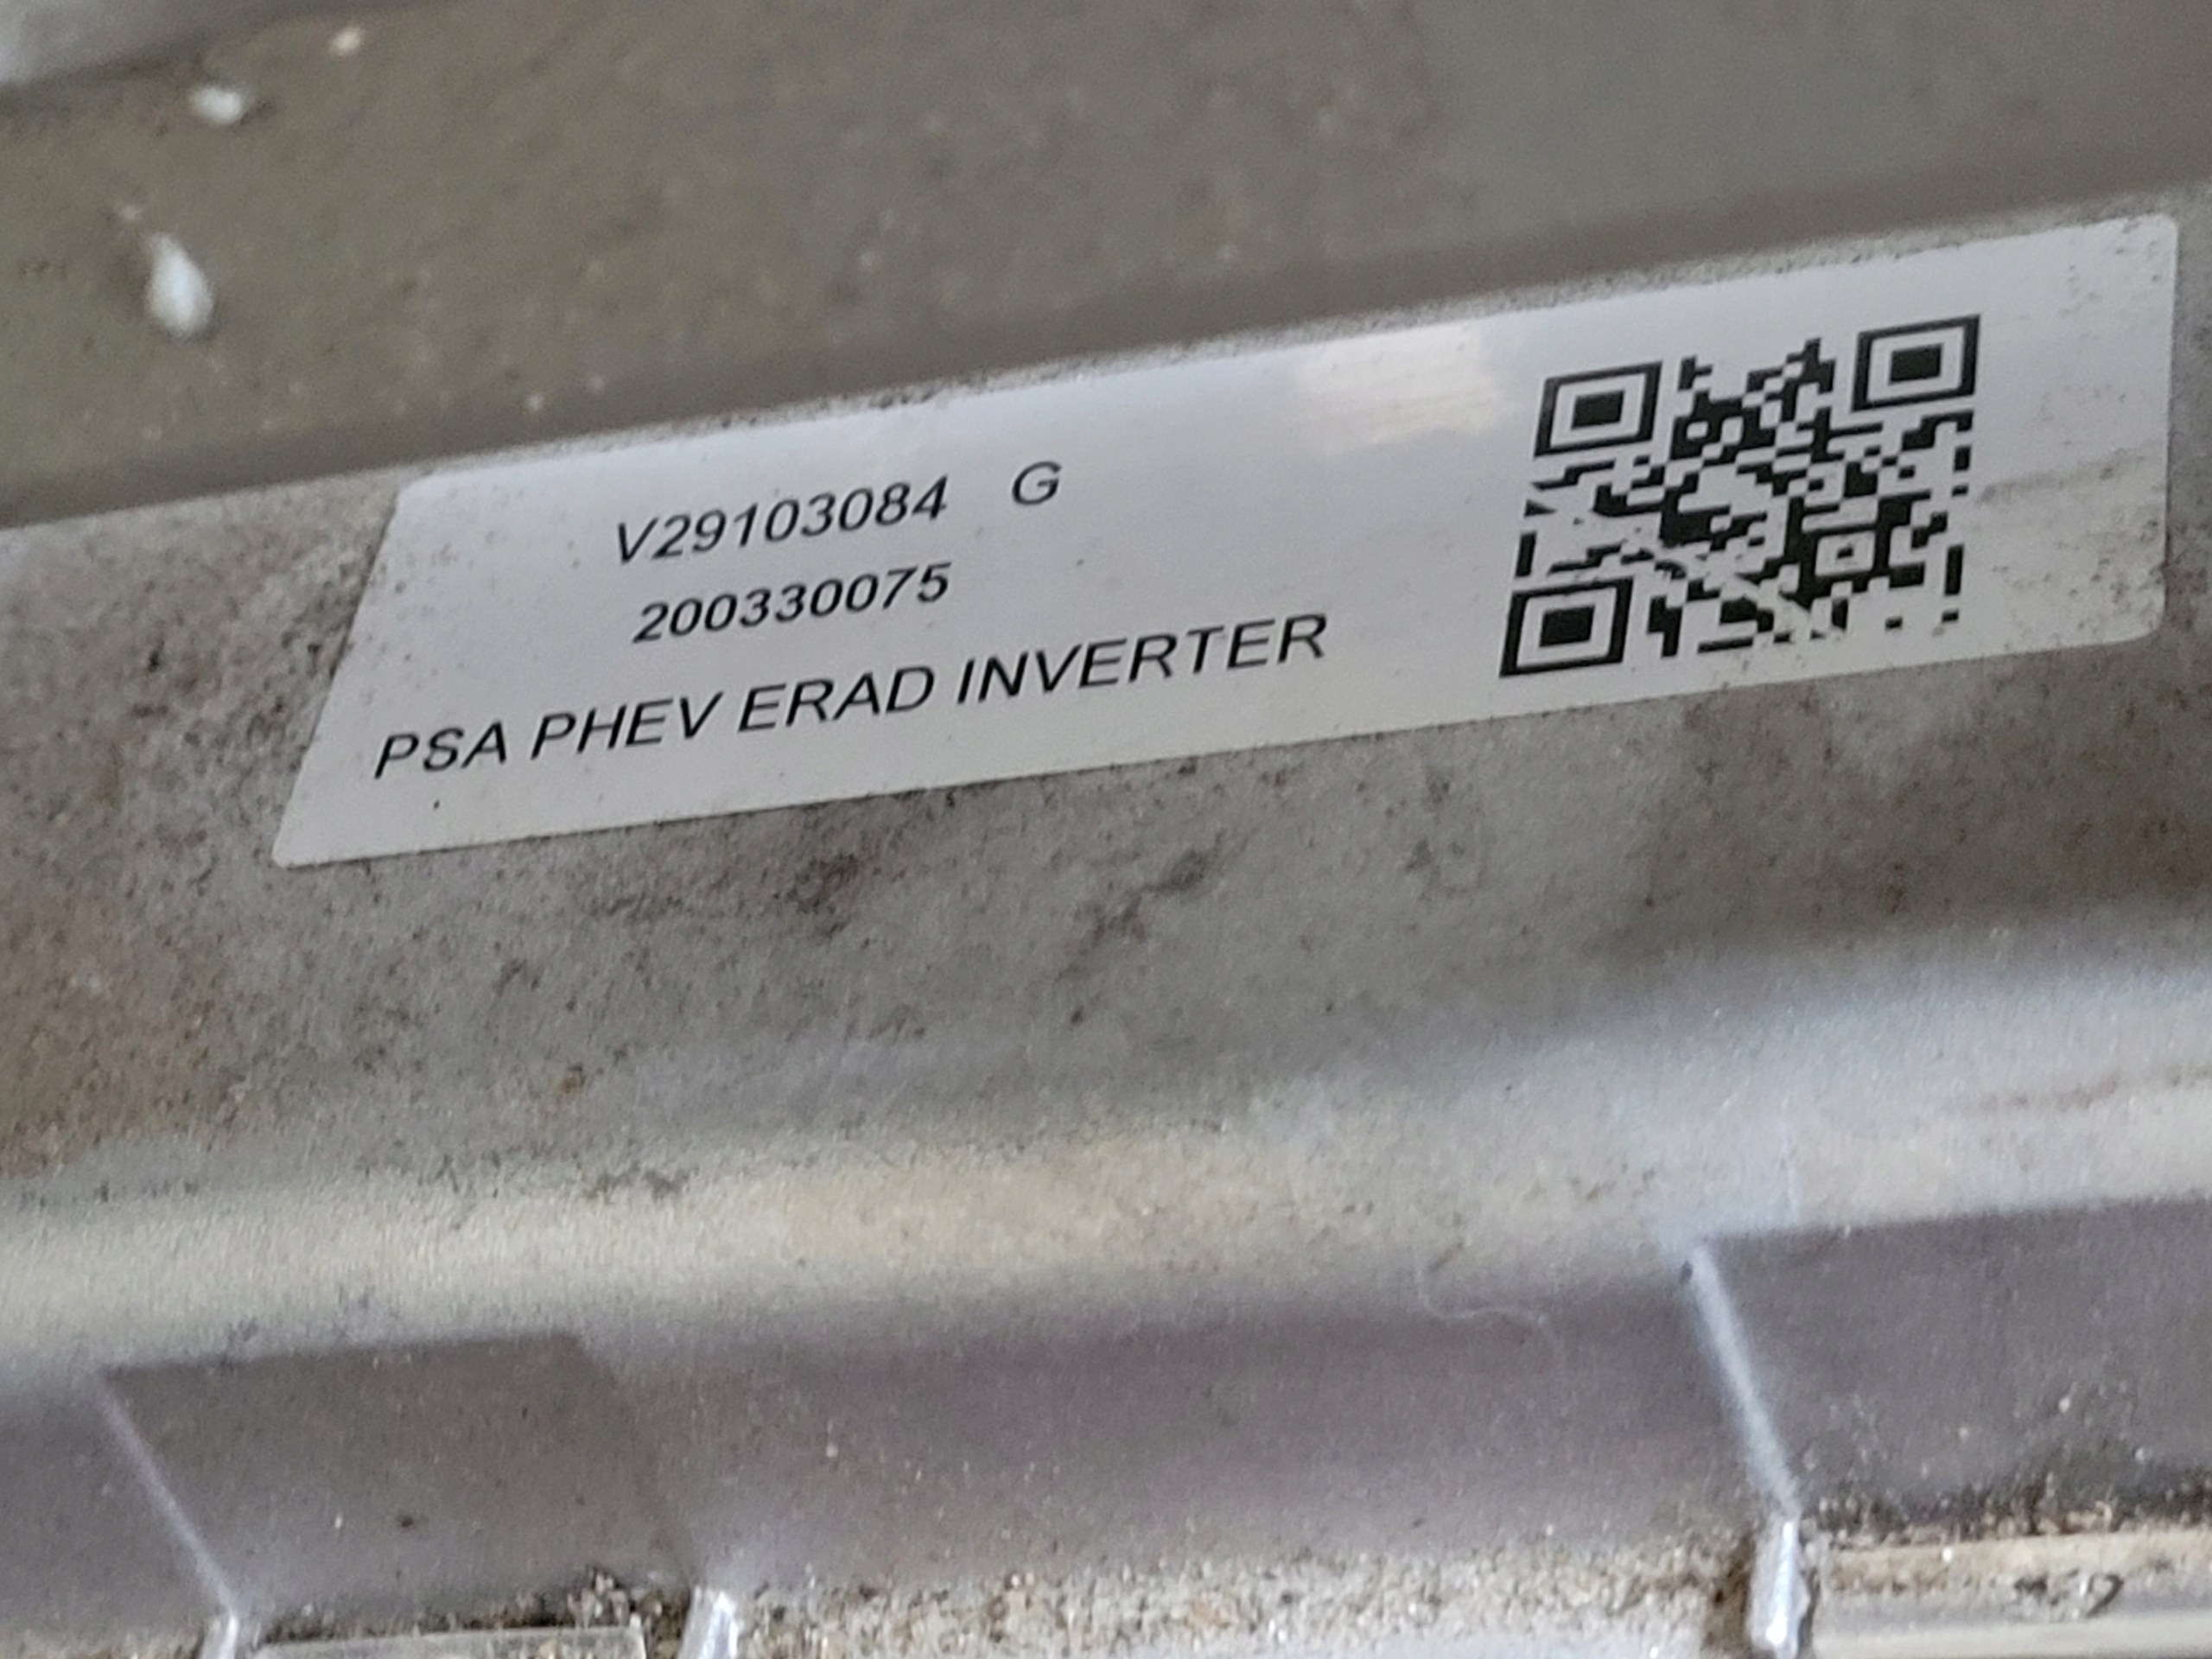 V29103084 G
200330075
PSA PHEV ERAD INVERTER